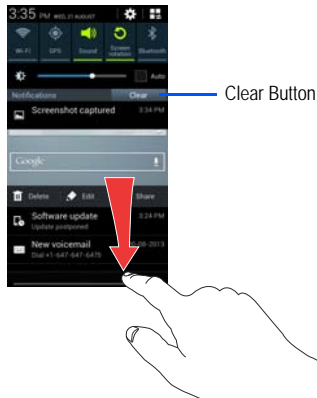 3:35 PM WED, 21 AUGUST
Wi-Fi GPS Sound Screen rotation Bluetooth
Auto
Notifications Clear
Clear Button
Screenshot captured 3:34 PM
Google
Delete Edit Share
Software update 3:24 PM
Update postponed
New voicemail -08-2013
Dial +1-647-647-6475